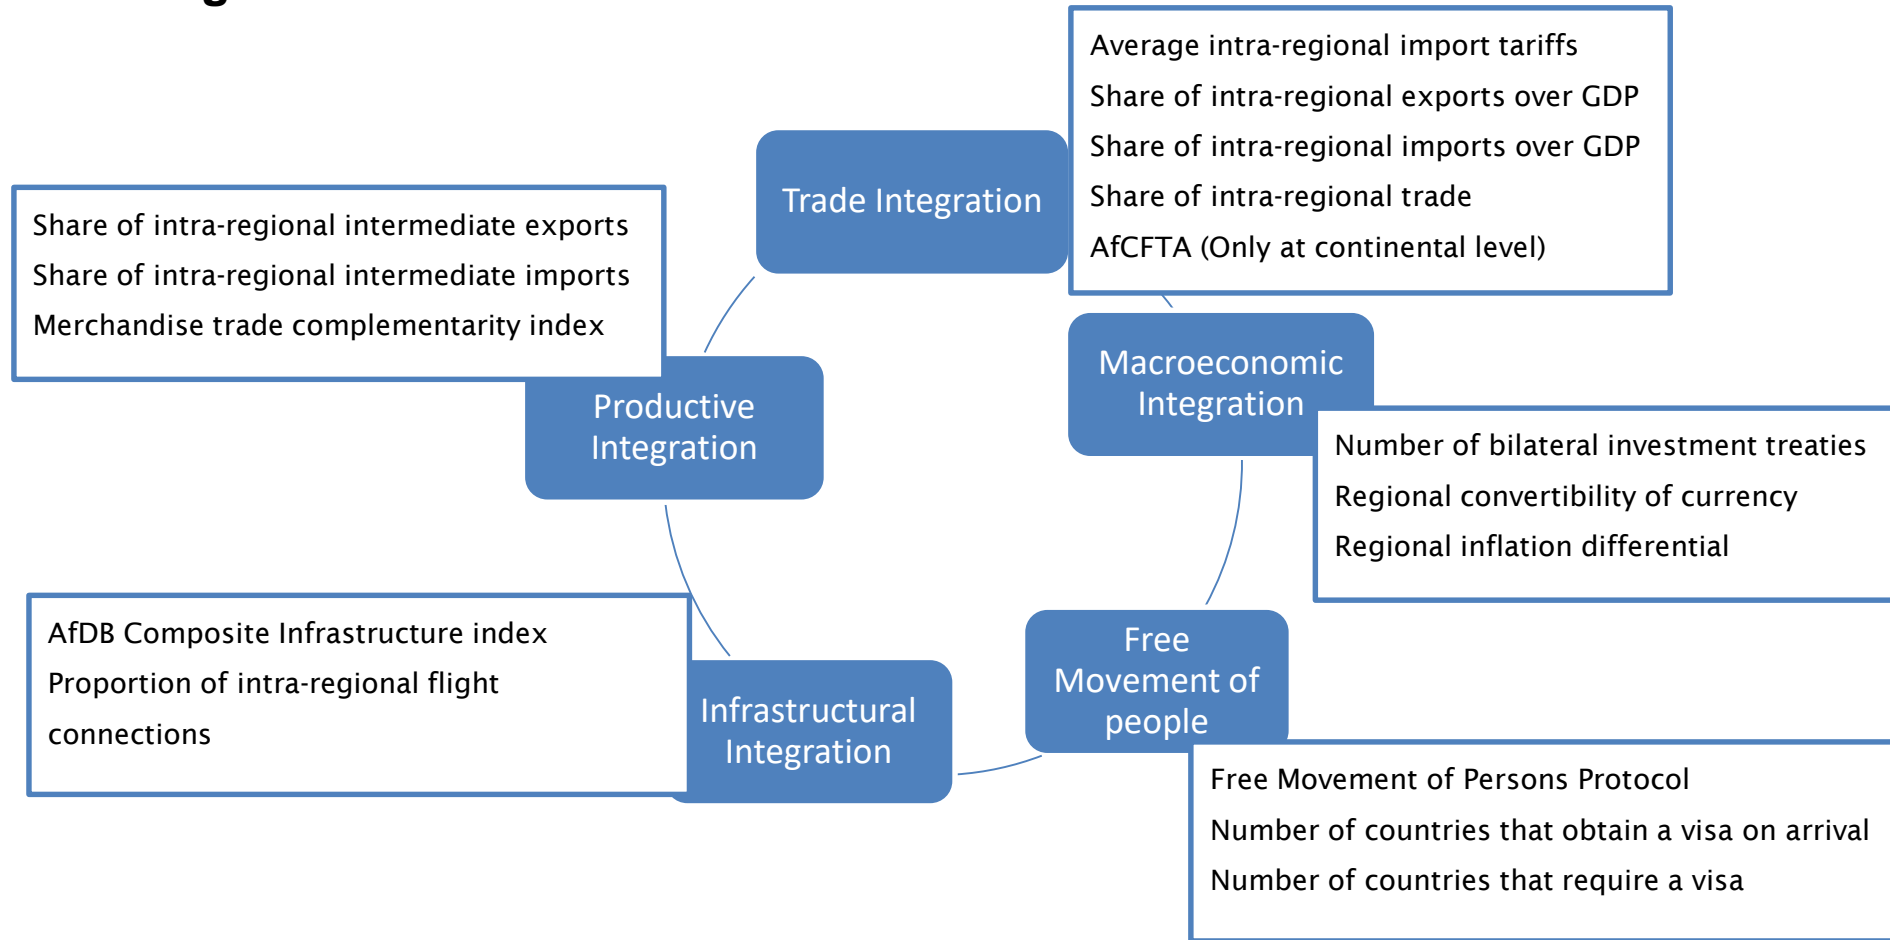 Average intra-regional import tariffs
Share of intra-regional exports over GDP
Share of intra-regional imports over GDP
Share of intra-regional trade
AfCFTA (Only at continental level)
Trade Integration
Share of intra-regional intermediate exports
Share of intra-regional intermediate imports
Merchandise trade complementarity index
Productive
Integration
Macroeconomic
Integration
Number of bilateral investment treaties
Regional convertibility of currency
Regional inflation differential
AfDB Composite Infrastructure index
Proportion of intra-regional flight
connections
Infrastructural
Integration
Free
Movement of
people
Free Movement of Persons Protocol
Number of countries that obtain a visa on arrival
Number of countries that require a visa